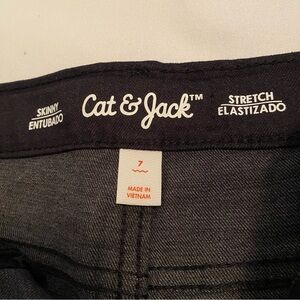 SKINNY
ENTUBADO
Cat & Jack™
STRETCH
ELASTIZADO
7
MADE IN
VIETNAM